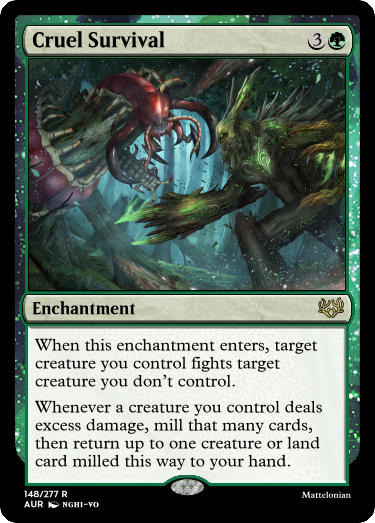 Cruel Survival 3
Enchantment
When this enchantment enters, target
creature you control fights target
creature you don't control.
Whenever a creature you control deals
excess damage, mill that many cards,
then return up to one creature or land
card milled this way to your hand.
148/277 R
AUR NGHI-VO
Mattelonian